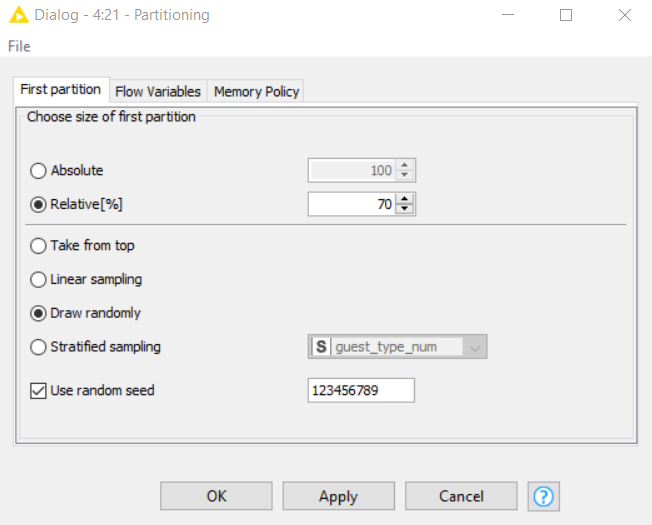 Dialog - 4:21 - Partitioning
File
First partition Flow Variables Memory Policy
Choose size of first partition
Absolute 100
Relative[%] 70
Take from top
Linear sampling
Draw randomly
Stratified sampling S guest_type_num
Use random seed 123456789
OK Apply Cancel ?